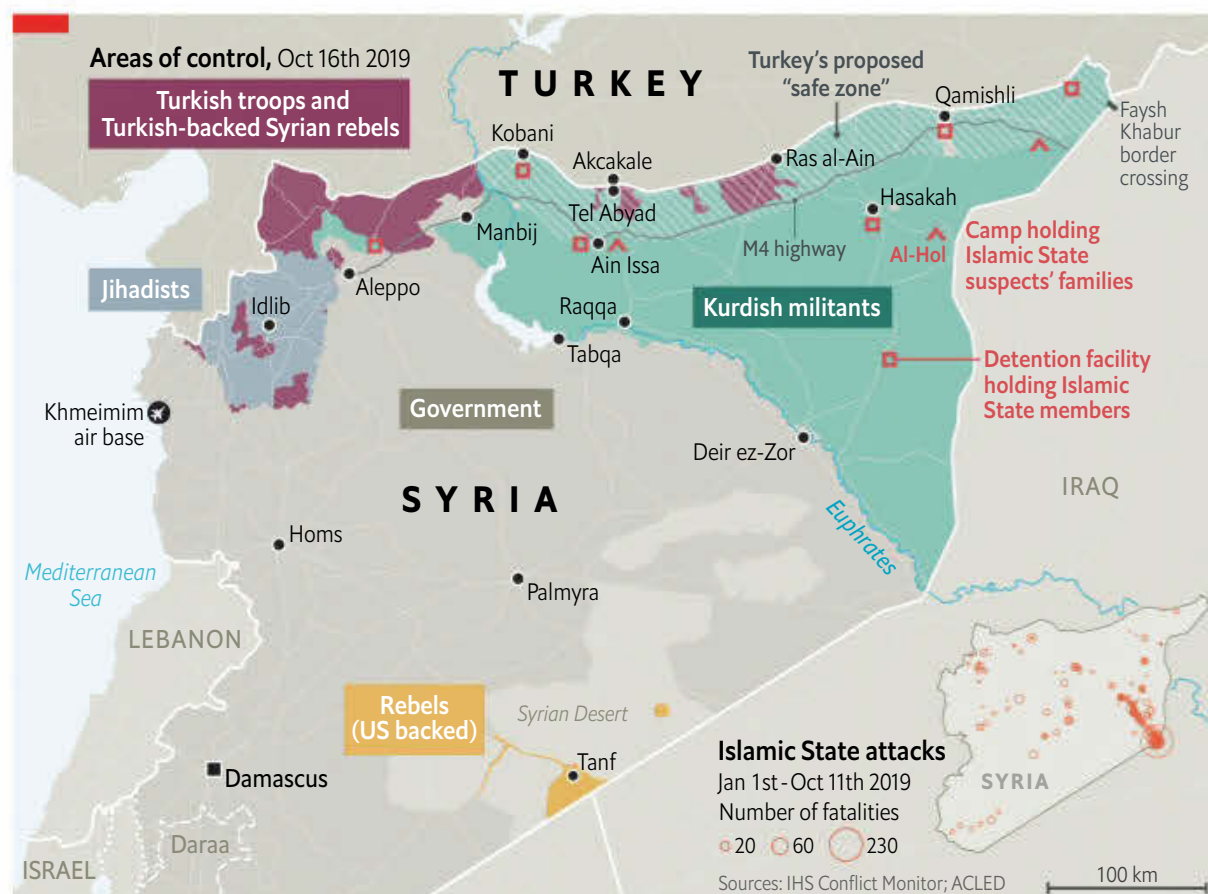 Areas of control, Oct 16th 2019
Turkish troops and
Turkish-backed Syrian rebels
TURKEY
Turkey's proposed
"safe zone"
Qamishli
Faysh
Khabur
border
crossing
Kobani
Akcakale
Ras al-Ain
Tel Abyad
Hasakah
Manbij
M4 highway
Al-Hol
Camp holding
Islamic State
suspects' families
Ain Issa
Jihadists
Aleppo
Idlib
Raqqa
Kurdish militants
Tabqa
Detention facility
holding Islamic
State members
Khmeimim
air base
Government
Deir ez-Zor
IRAQ
SYRIA
Euphrates
Homs
Mediterranean
Sea
Palmyra
LEBANON
Rebels
(US backed)
Syrian Desert
Tanf
Damascus
Daraa
ISRAEL
Islamic State attacks
Jan 1st-Oct 11th 2019
Number of fatalities
20 60 230
SYRIA
Sources: IHS Conflict Monitor; ACLED
100 km